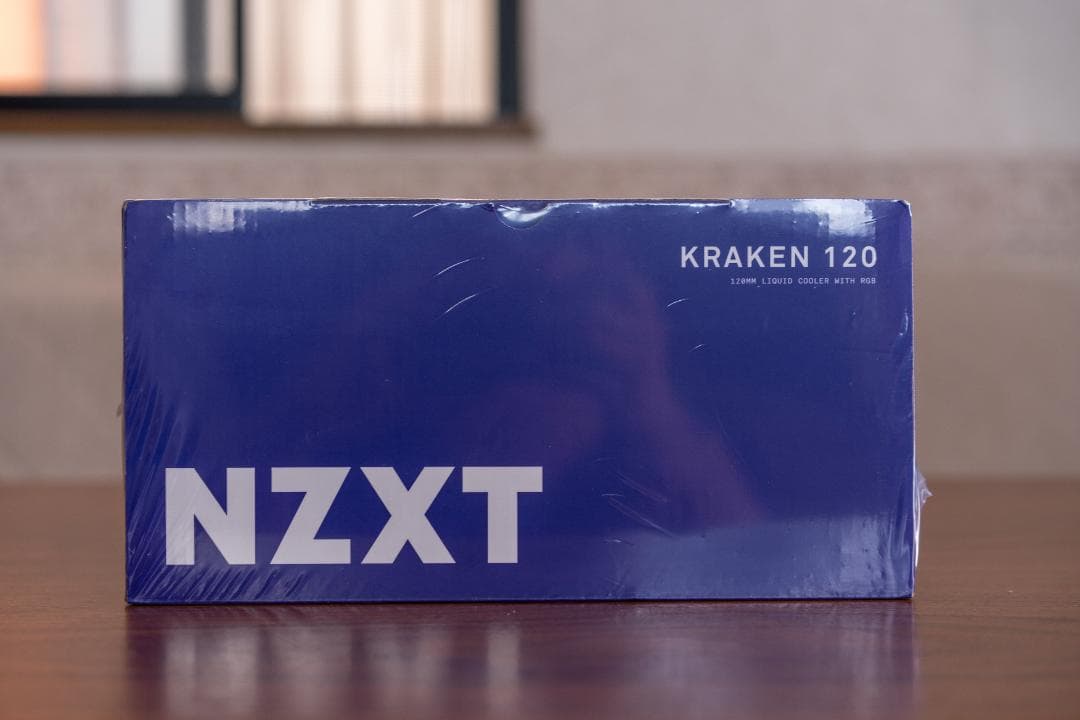 KRAKEN 120
120MM LIQUID COOLER WITH RGB
NZXT